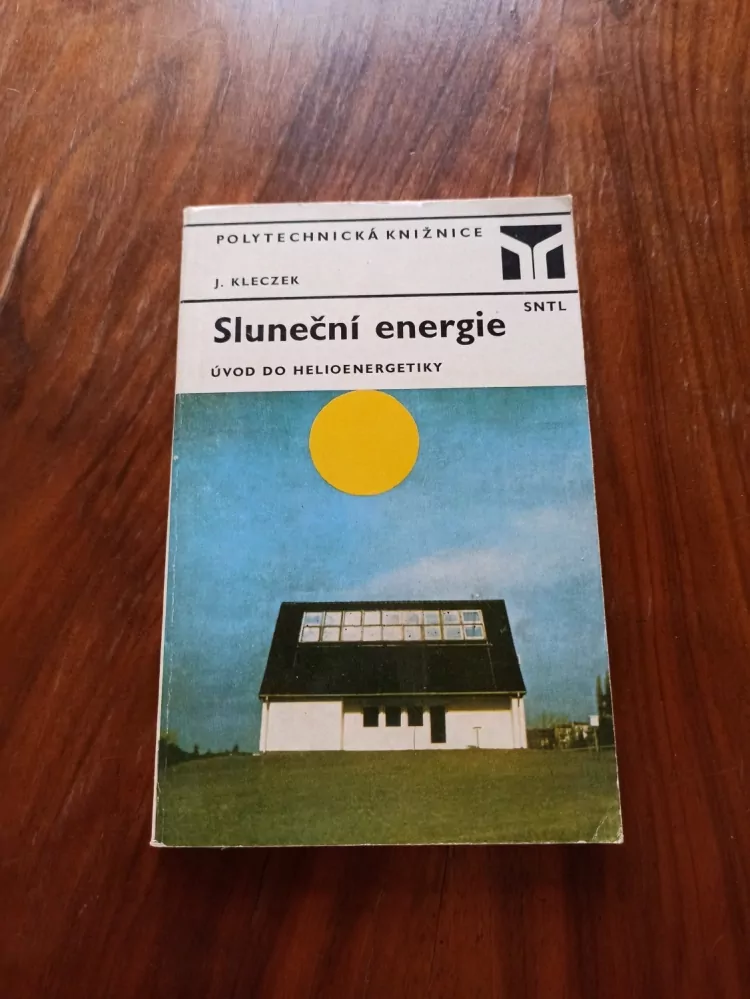 POLYTECHNICKÁ KNIŽNICE
J. KLECZEK
SNTL
Sluneční energie
ÚVOD DO HELIOENERGETIKY